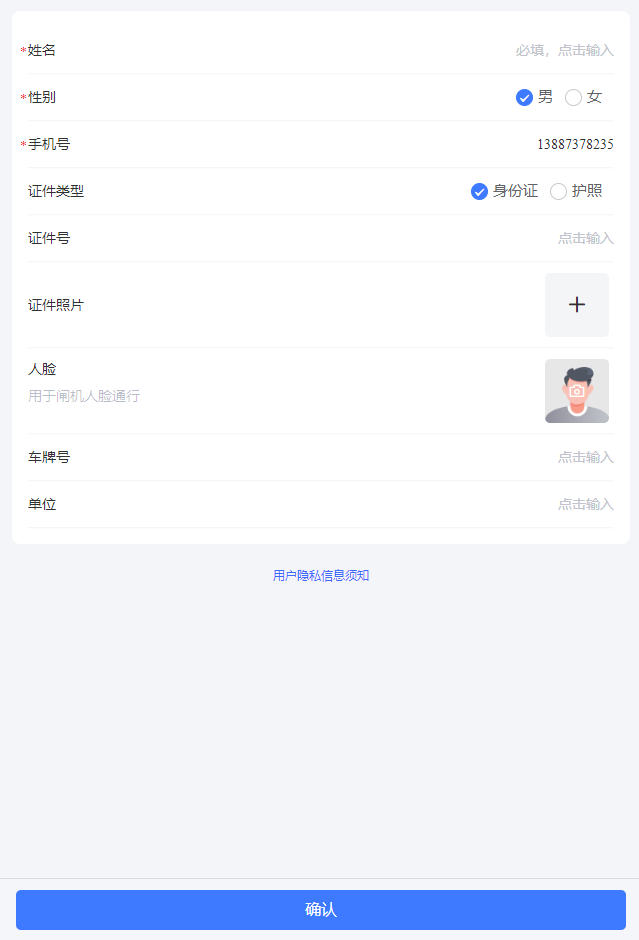 *姓名 必填，点击输入
*性别 男 女
*手机号 13887378235
证件类型 身份证 护照
证件号 点击输入
证件照片
人脸
用于闸机人脸通行
车牌号 点击输入
单位 点击输入
用户隐私信息须知
确认